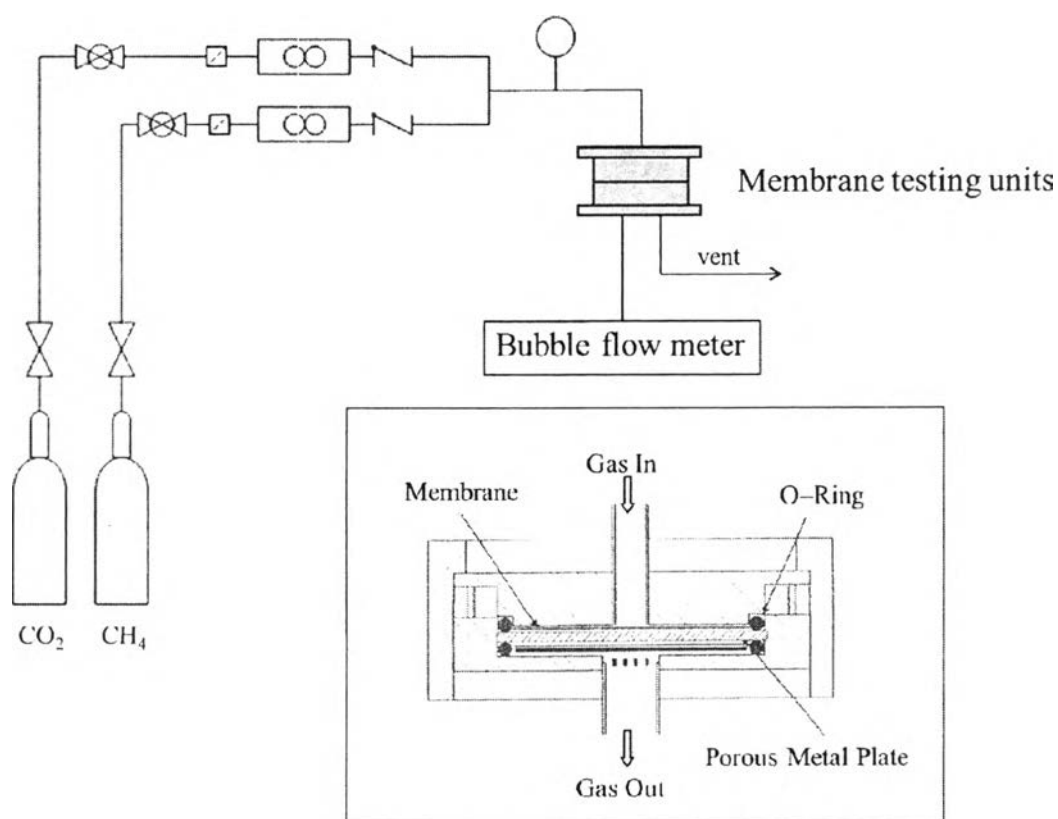 Membrane testing units
vent
Bubble flow meter
CO₂
CH₄
Gas In
Membrane
O–Ring
Porous Metal Plate
Gas Out